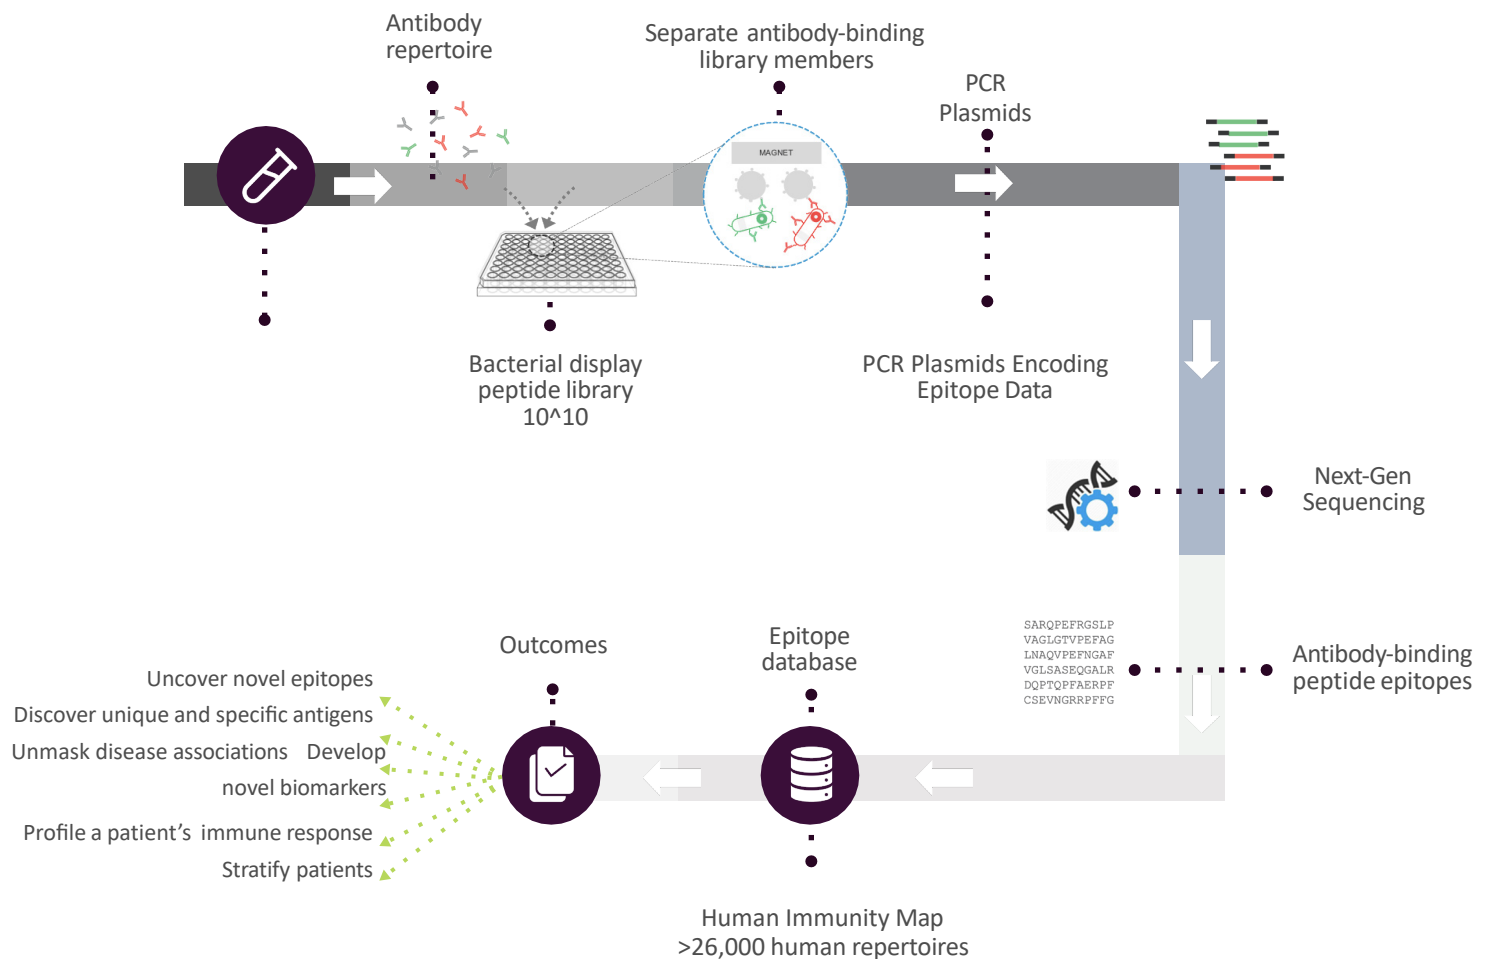 Antibody
repertoire
Separate antibody-binding
library members
PCR
Plasmids
MAGNET
Bacterial display
peptide library
10^10
PCR Plasmids Encoding
Epitope Data
Next-Gen
Sequencing
SARQPEFRGSLP
VAGLGTVPEFAG
LNAQVPEFNGAF
VGLSASEQGALR
DQPTQPFAERPF
CSEVNGRRPFFG
Antibody-binding
peptide epitopes
Epitope
database
Human Immunity Map
>26,000 human repertoires
Outcomes
Uncover novel epitopes
Discover unique and specific antigens
Unmask disease associations Develop
novel biomarkers
Profile a patient’s immune response
Stratify patients